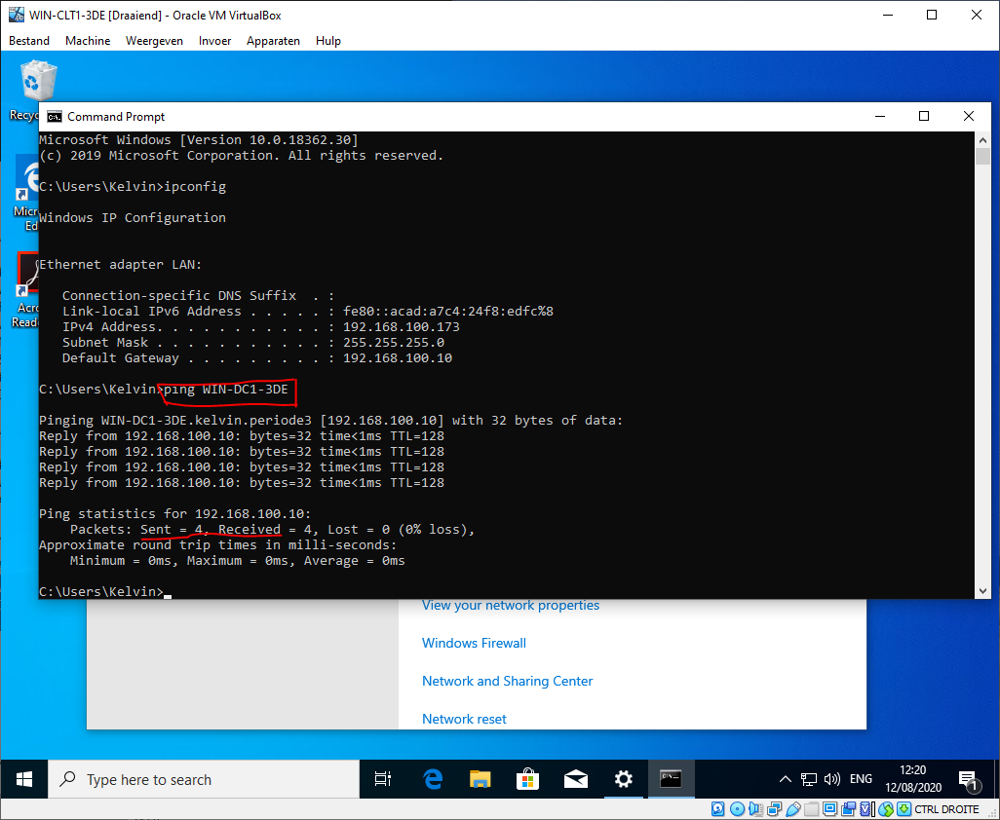 WIN-CLT1-3DE [Draaiend] - Oracle VM VirtualBox
Bestand Machine Weergeven Invoer Apparaten Help
Command Prompt
Microsoft Windows [Version 10.0.18362.30]
(c) 2019 Microsoft Corporation. All rights reserved.
C:\Users\Kelvin>ipconfig
Windows IP Configuration
Ethernet adapter LAN:
Connection-specific DNS Suffix . :
Link-local IPv6 Address . . . . . : fe80::acad:a7c4:24f8:edfc%8
IPv4 Address. . . . . . . . . . . : 192.168.100.173
Subnet Mask . . . . . . . . . . . : 255.255.255.0
Default Gateway . . . . . . . . . : 192.168.100.10
C:\Users\Kelvin>ping WIN-DC1-3DE
Pinging WIN-DC1-3DE.kelvin.periode3 [192.168.100.10] with 32 bytes of data:
Reply from 192.168.100.10: bytes=32 time<1ms TTL=128
Reply from 192.168.100.10: bytes=32 time<1ms TTL=128
Reply from 192.168.100.10: bytes=32 time<1ms TTL=128
Reply from 192.168.100.10: bytes=32 time<1ms TTL=128
Ping statistics for 192.168.100.10:
Packets: Sent = 4, Received = 4, Lost = 0 (0% loss),
Approximate round trip times in milli-seconds:
Minimum = 0ms, Maximum = 0ms, Average = 0ms
C:\Users\Kelvin>
View your network properties
Windows Firewall
Network and Sharing Center
Network reset
Type here to search
ENG
12:20
12/08/2020
1
CTRL DROITE